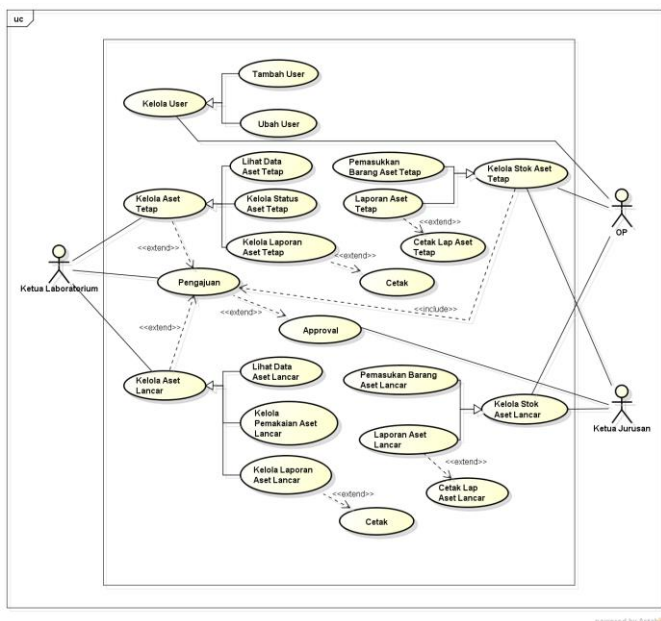 uc
Tambah User
Kelola User
Ubah User
Lihat Data
Aset Tetap
Pemasukkan
Barang Aset Tetap
Kelola Stok Aset
Tetap
Kelola Aset
Tetap
Kelola Status
Aset Tetap
Laporan Aset
Tetap
<<extend>>
<<extend>>
OP
Kelola Laporan
Aset Tetap
Cetak Lap Aset
Tetap
<<extend>>
Ketua Laboratorium
Pengajuan
Cetak
<<include>>
<<extend>>
<<extend>>
Approval
Lihat Data
Aset Lancar
Pemasukan Barang
Aset Lancar
Kelola Aset
Lancar
Kelola Stok
Aset Lancar
Ketua Jurusan
Kelola
Pemakaian Aset
Lancar
Laporan Aset
Lancar
<<extend>>
Kelola Laporan
Aset Lancar
Cetak Lap
Aset Lancar
<<extend>>
Cetak